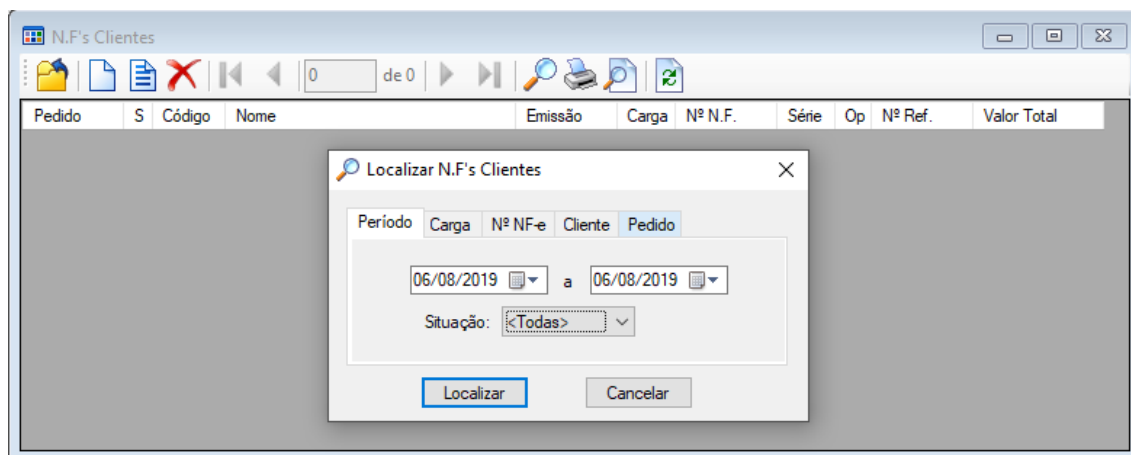 N.F's Clientes
0 de 0
Pedido S Código Nome Emissão Carga Nº N.F. Série Op Nº Ref. Valor Total
Localizar N.F's Clientes
Período Carga Nº NF-e Cliente Pedido
06/08/2019 a 06/08/2019
Situação: <Todas>
Localizar Cancelar